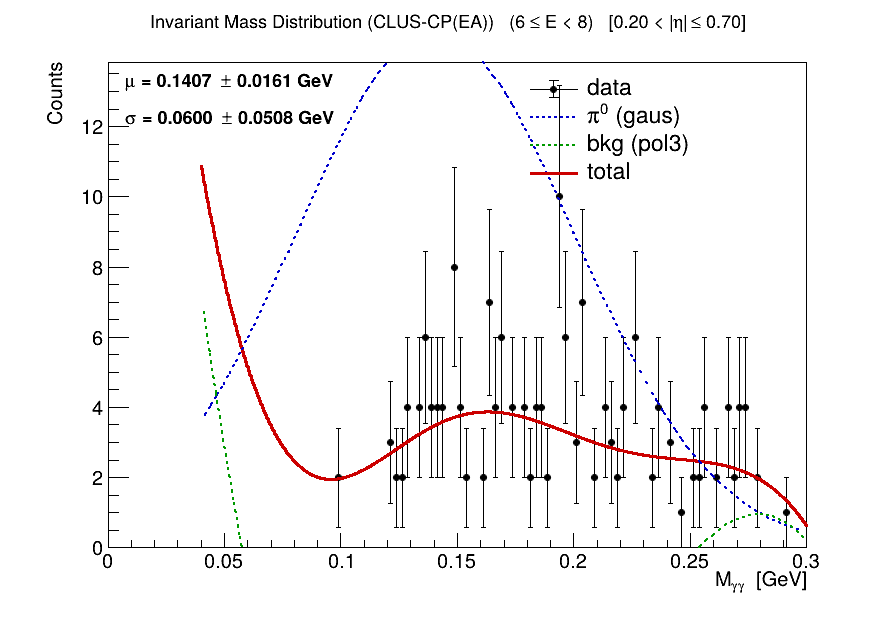 Invariant Mass Distribution (CLUS-CP(EA)) (6 ≤ E < 8) [0.20 < |η| ≤ 0.70]
Counts
μ = 0.1407 ± 0.0161 GeV
σ = 0.0600 ± 0.0508 GeV
data
π⁰ (gaus)
bkg (pol3)
total
12
10
8
6
4
2
0
0 0.05 0.1 0.15 0.2 0.25 0.3
Mγγ [GeV]